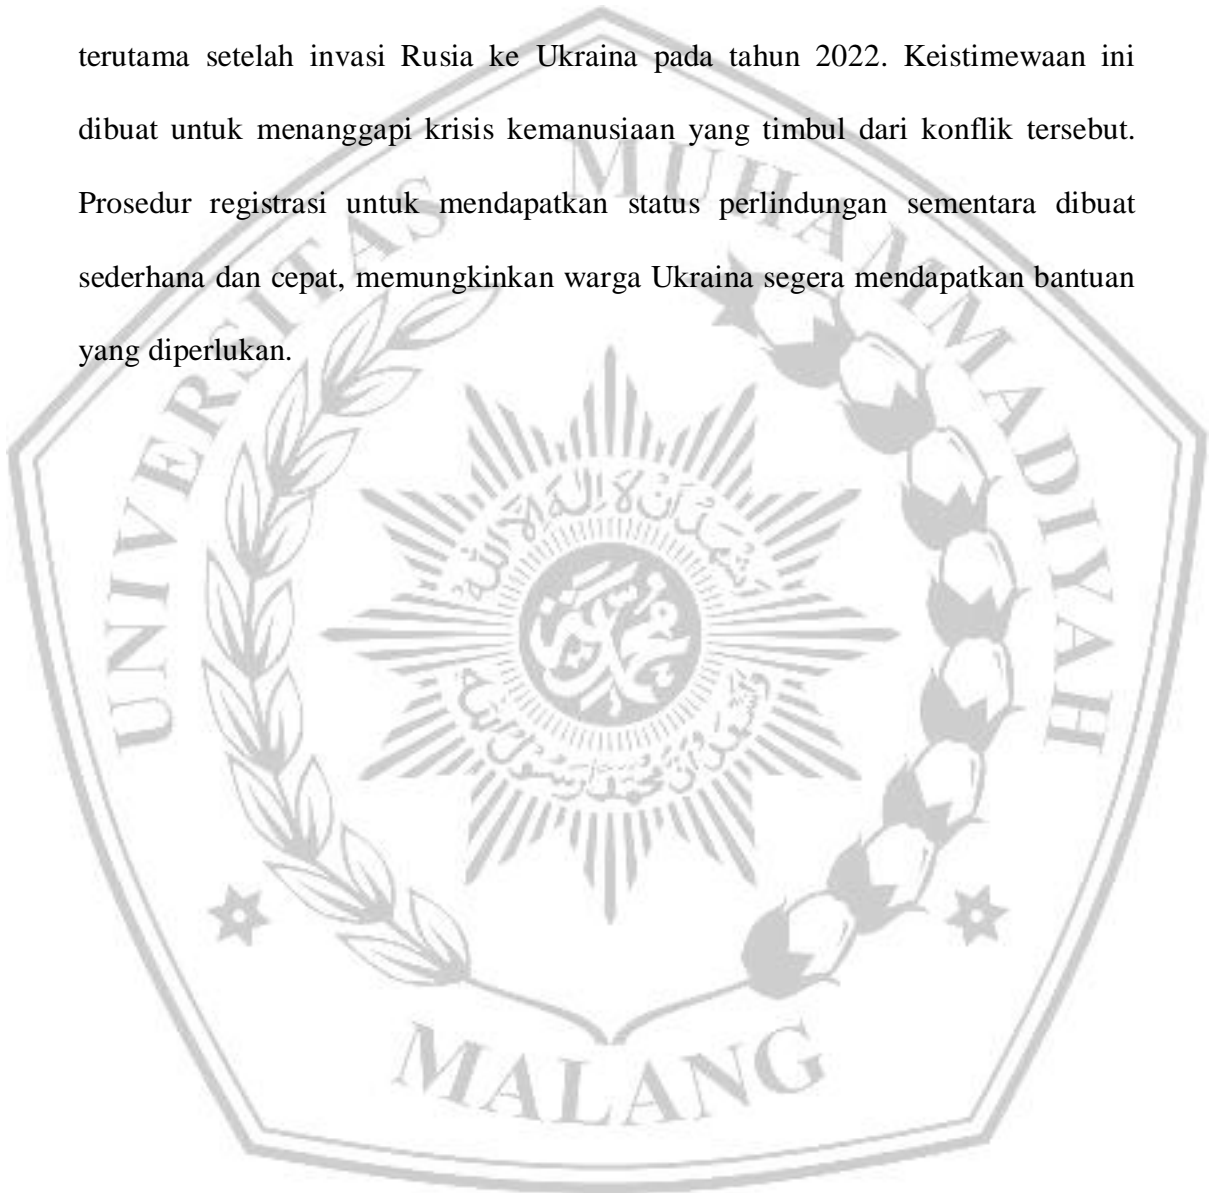 terutama setelah invasi Rusia ke Ukraina pada tahun 2022. Keistimewaan ini
dibuat untuk menanggapi krisis kemanusiaan yang timbul dari konflik tersebut.
Prosedur registrasi untuk mendapatkan status perlindungan sementara dibuat
sederhana dan cepat, memungkinkan warga Ukraina segera mendapatkan bantuan
yang diperlukan.
UNIVERSITAS MUHAMMADIYAH
MALANG